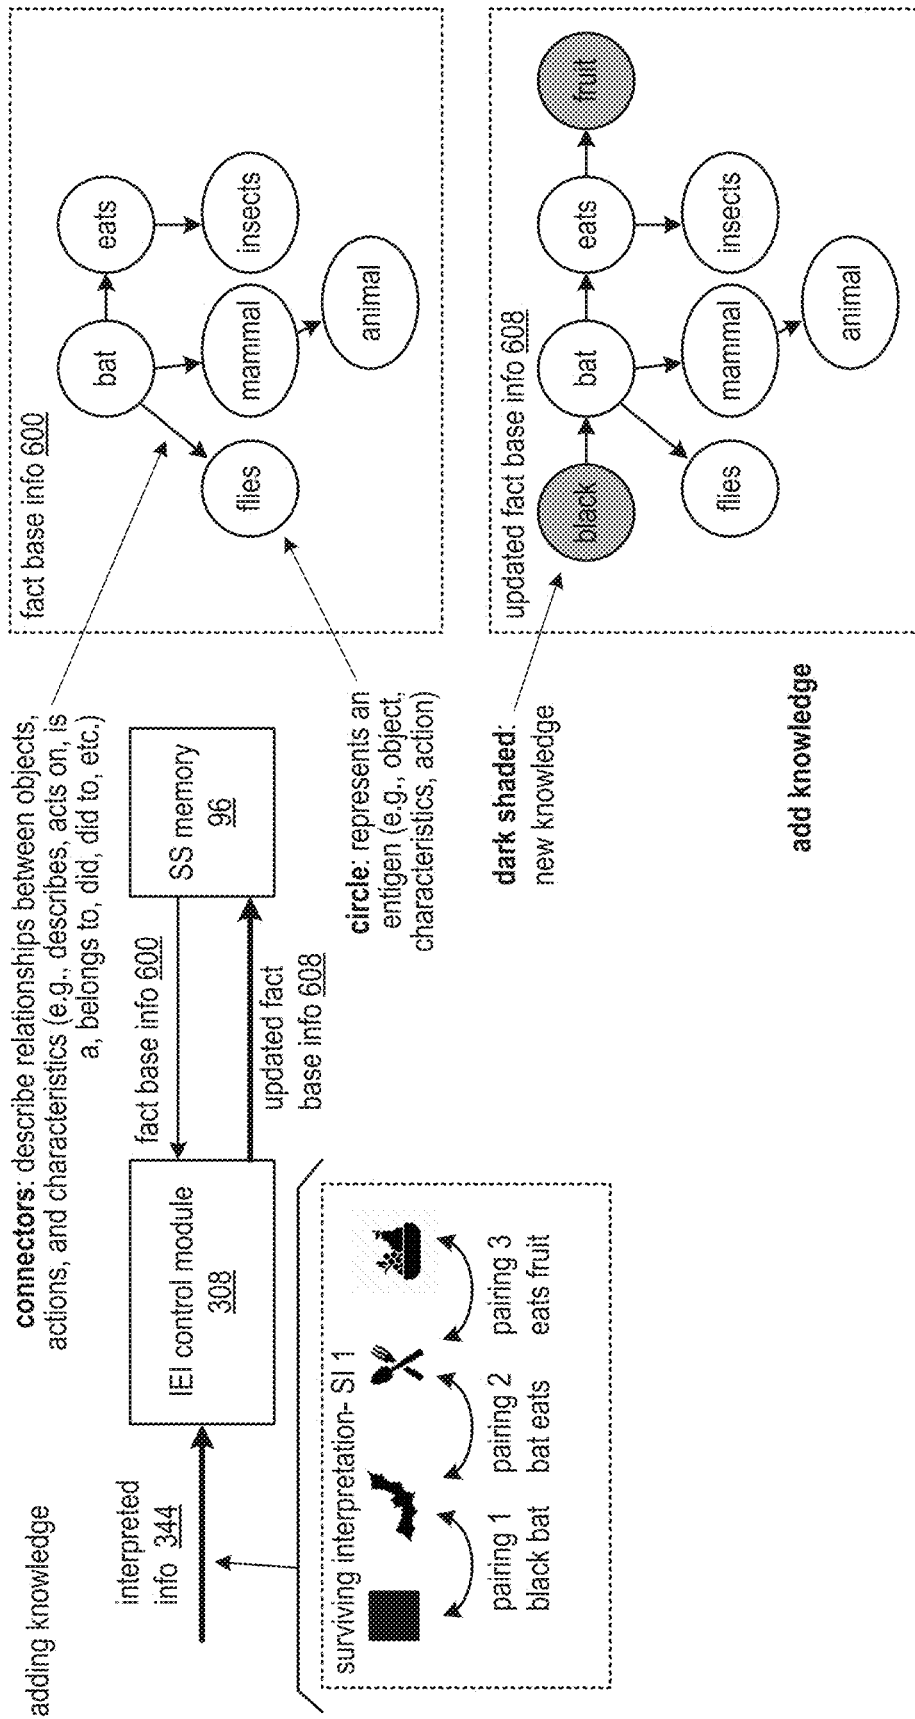 adding knowledge
connectors: describe relationships between objects,
actions, and characteristics (e.g., describes, acts on, is
a, belongs to, did, did to, etc.)
interpreted
info 344
IEI control module
308
fact base info 600
updated fact
base info 608
SS memory
96
surviving interpretation- SI 1
pairing 1
black bat
pairing 2
bat eats
pairing 3
eats fruit
circle: represents an
entigen (e.g., object,
characteristics, action)
fact base info 600
bat
eats
flies
mammal
insects
animal
dark shaded:
new knowledge
updated fact base info 608
black
bat
eats
fruit
flies
mammal
insects
animal
add knowledge